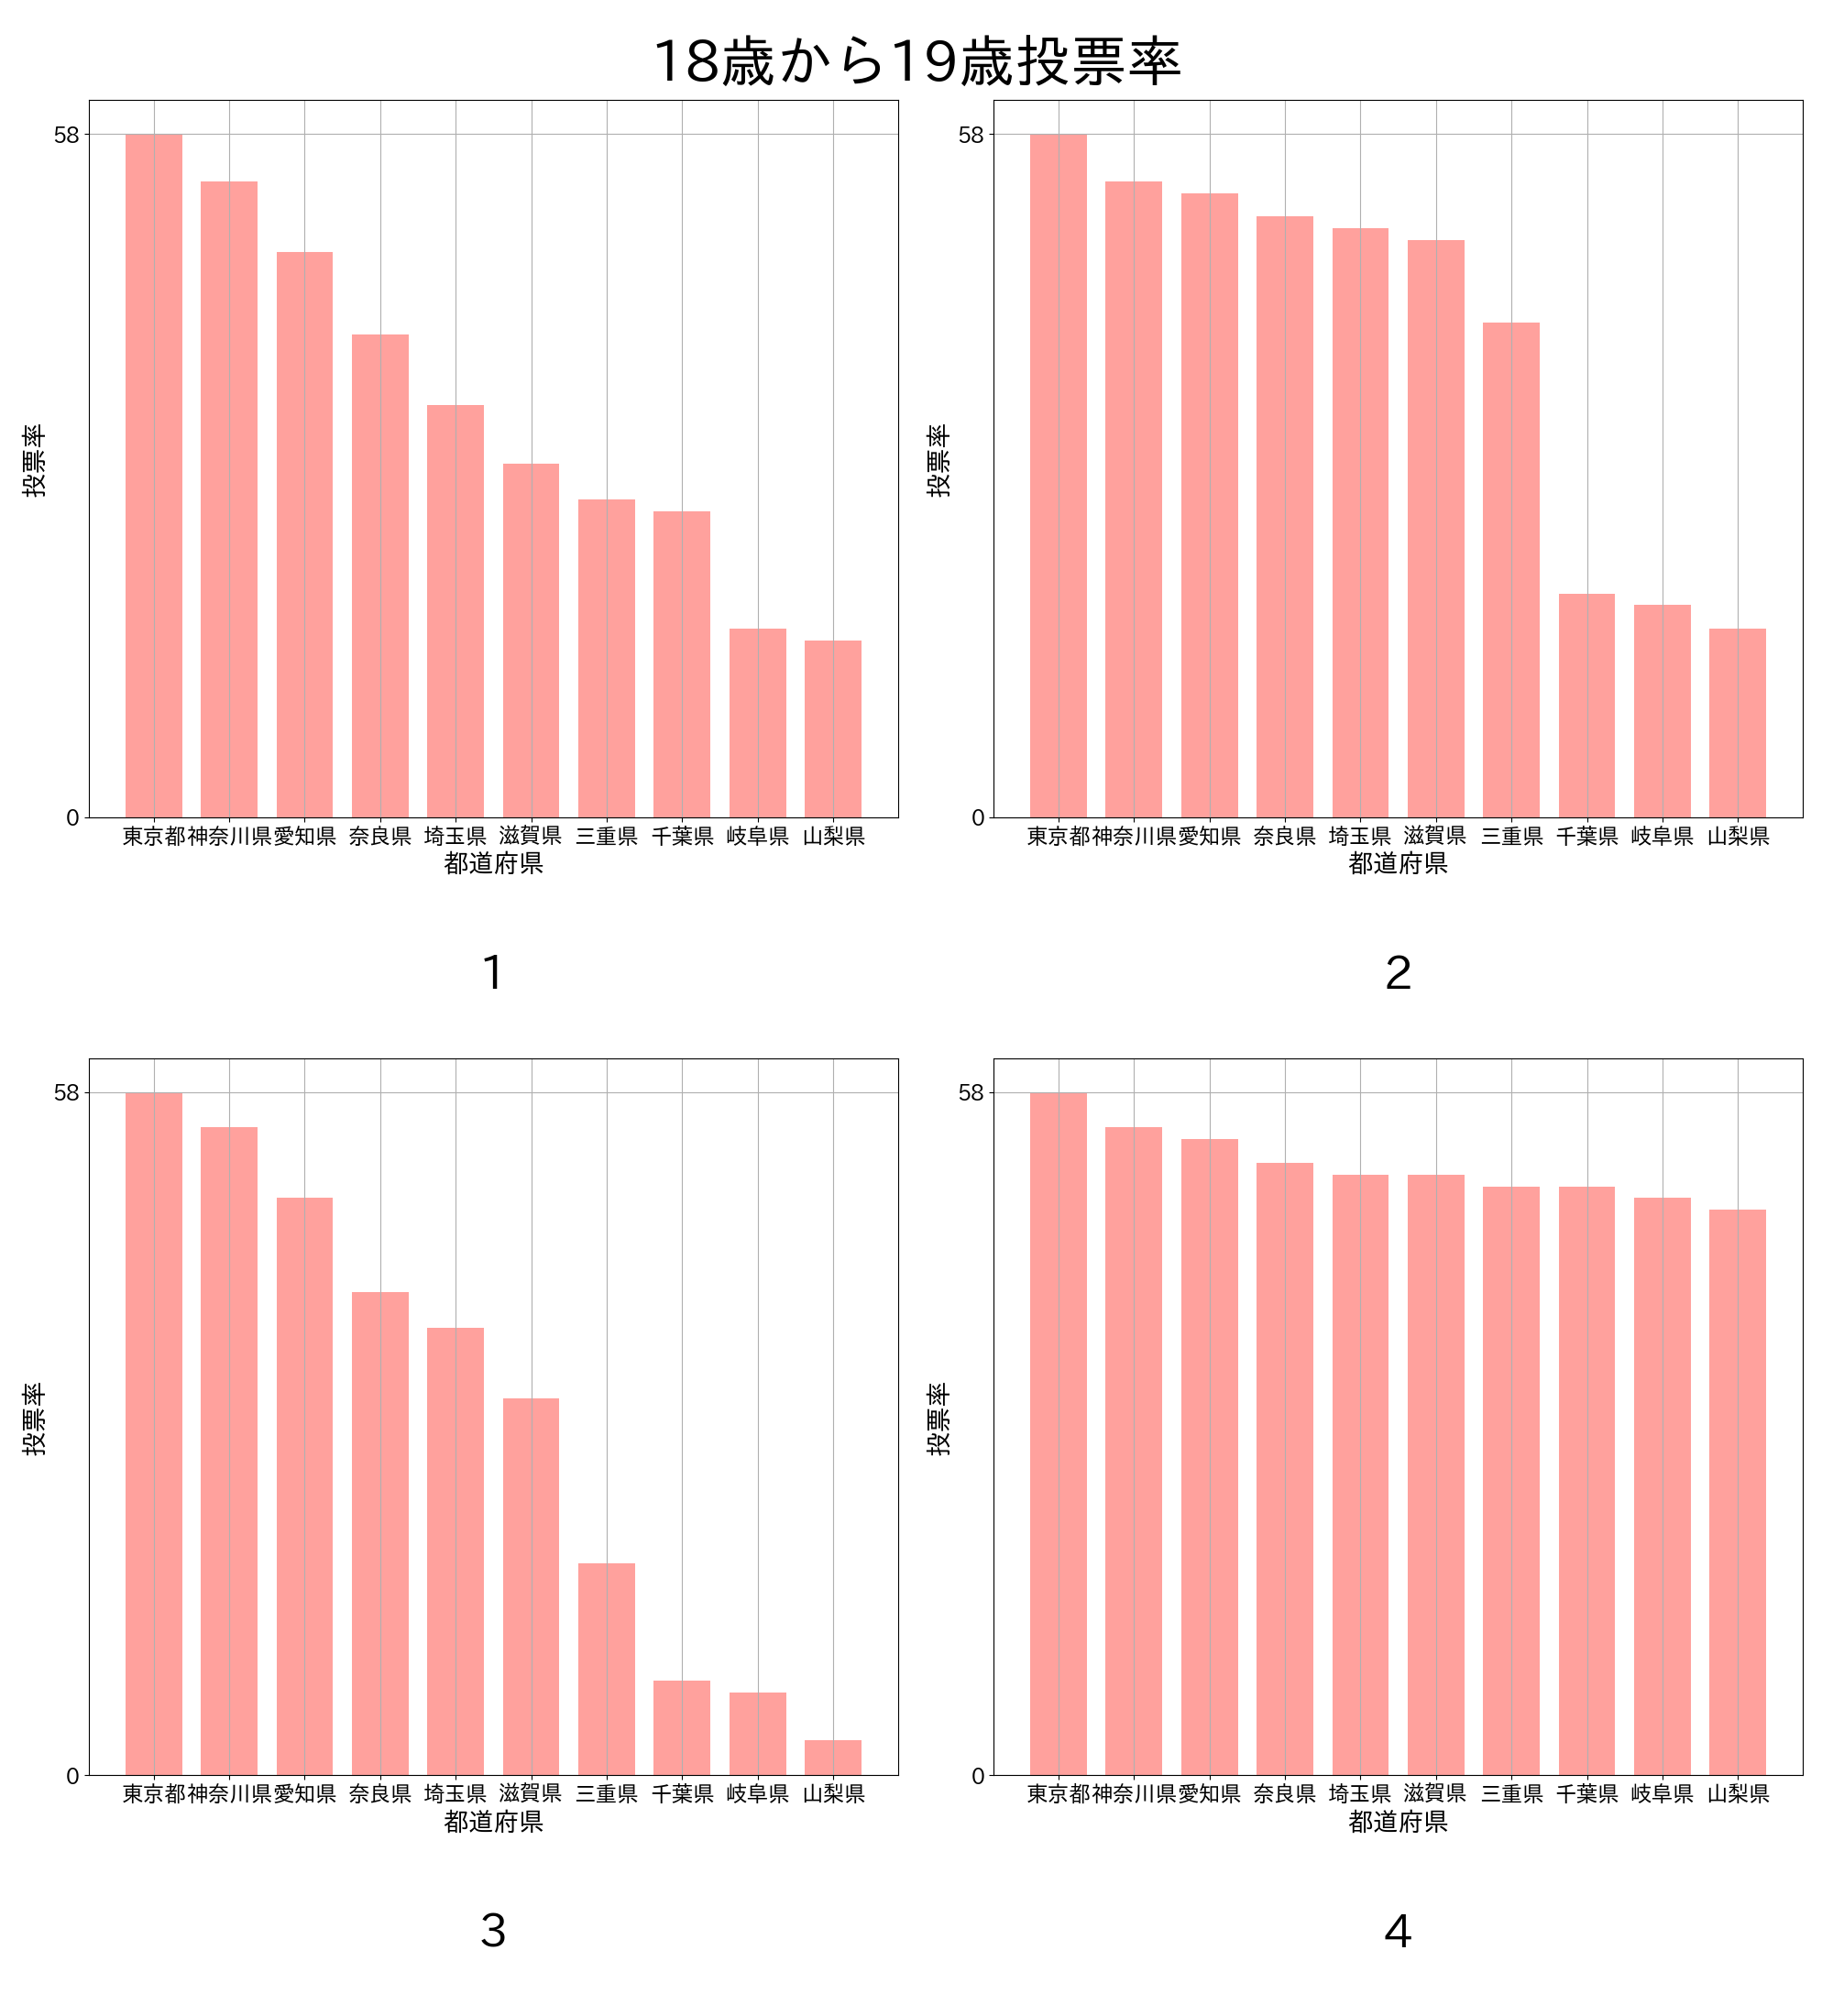 18歳から19歳投票率
58
0
投票率
東京都 神奈川県 愛知県 奈良県 埼玉県 滋賀県 三重県 千葉県 岐阜県 山梨県
都道府県
1
58
0
投票率
東京都 神奈川県 愛知県 奈良県 埼玉県 滋賀県 三重県 千葉県 岐阜県 山梨県
都道府県
2
58
0
投票率
東京都 神奈川県 愛知県 奈良県 埼玉県 滋賀県 三重県 千葉県 岐阜県 山梨県
都道府県
3
58
0
投票率
東京都 神奈川県 愛知県 奈良県 埼玉県 滋賀県 三重県 千葉県 岐阜県 山梨県
都道府県
4